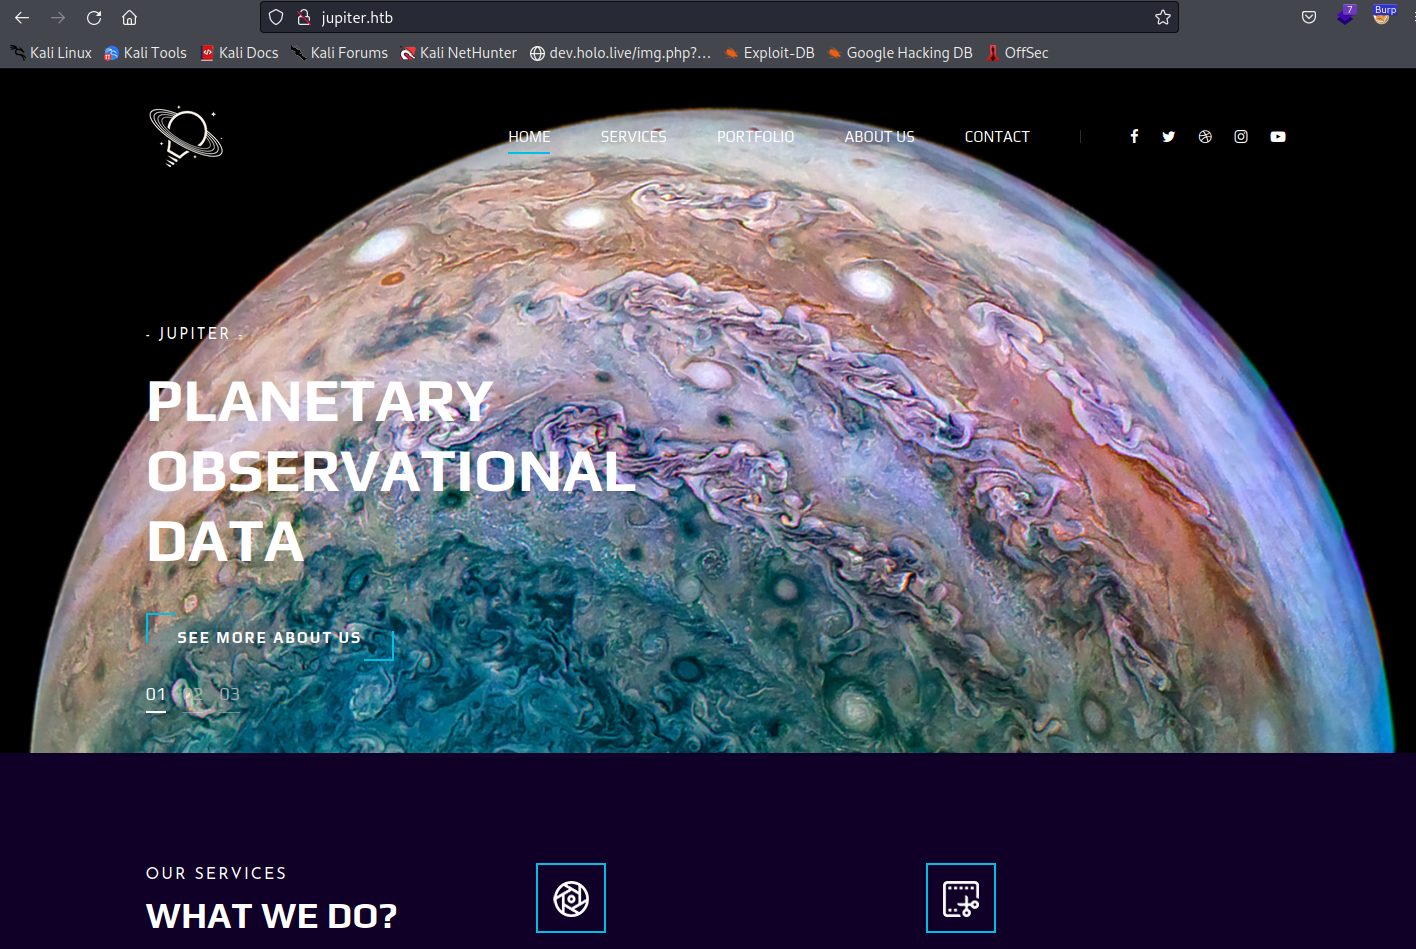 jupiter.htb
7
Burp
Kali Linux Kali Tools Kali Docs Kali Forums Kali NetHunter dev.holo.live/img.php?... Exploit-DB Google Hacking DB OffSec
HOME SERVICES PORTFOLIO ABOUT US CONTACT
- JUPITER -
PLANETARY
OBSERVATIONAL
DATA
SEE MORE ABOUT US
01 02 03
OUR SERVICES
WHAT WE DO?